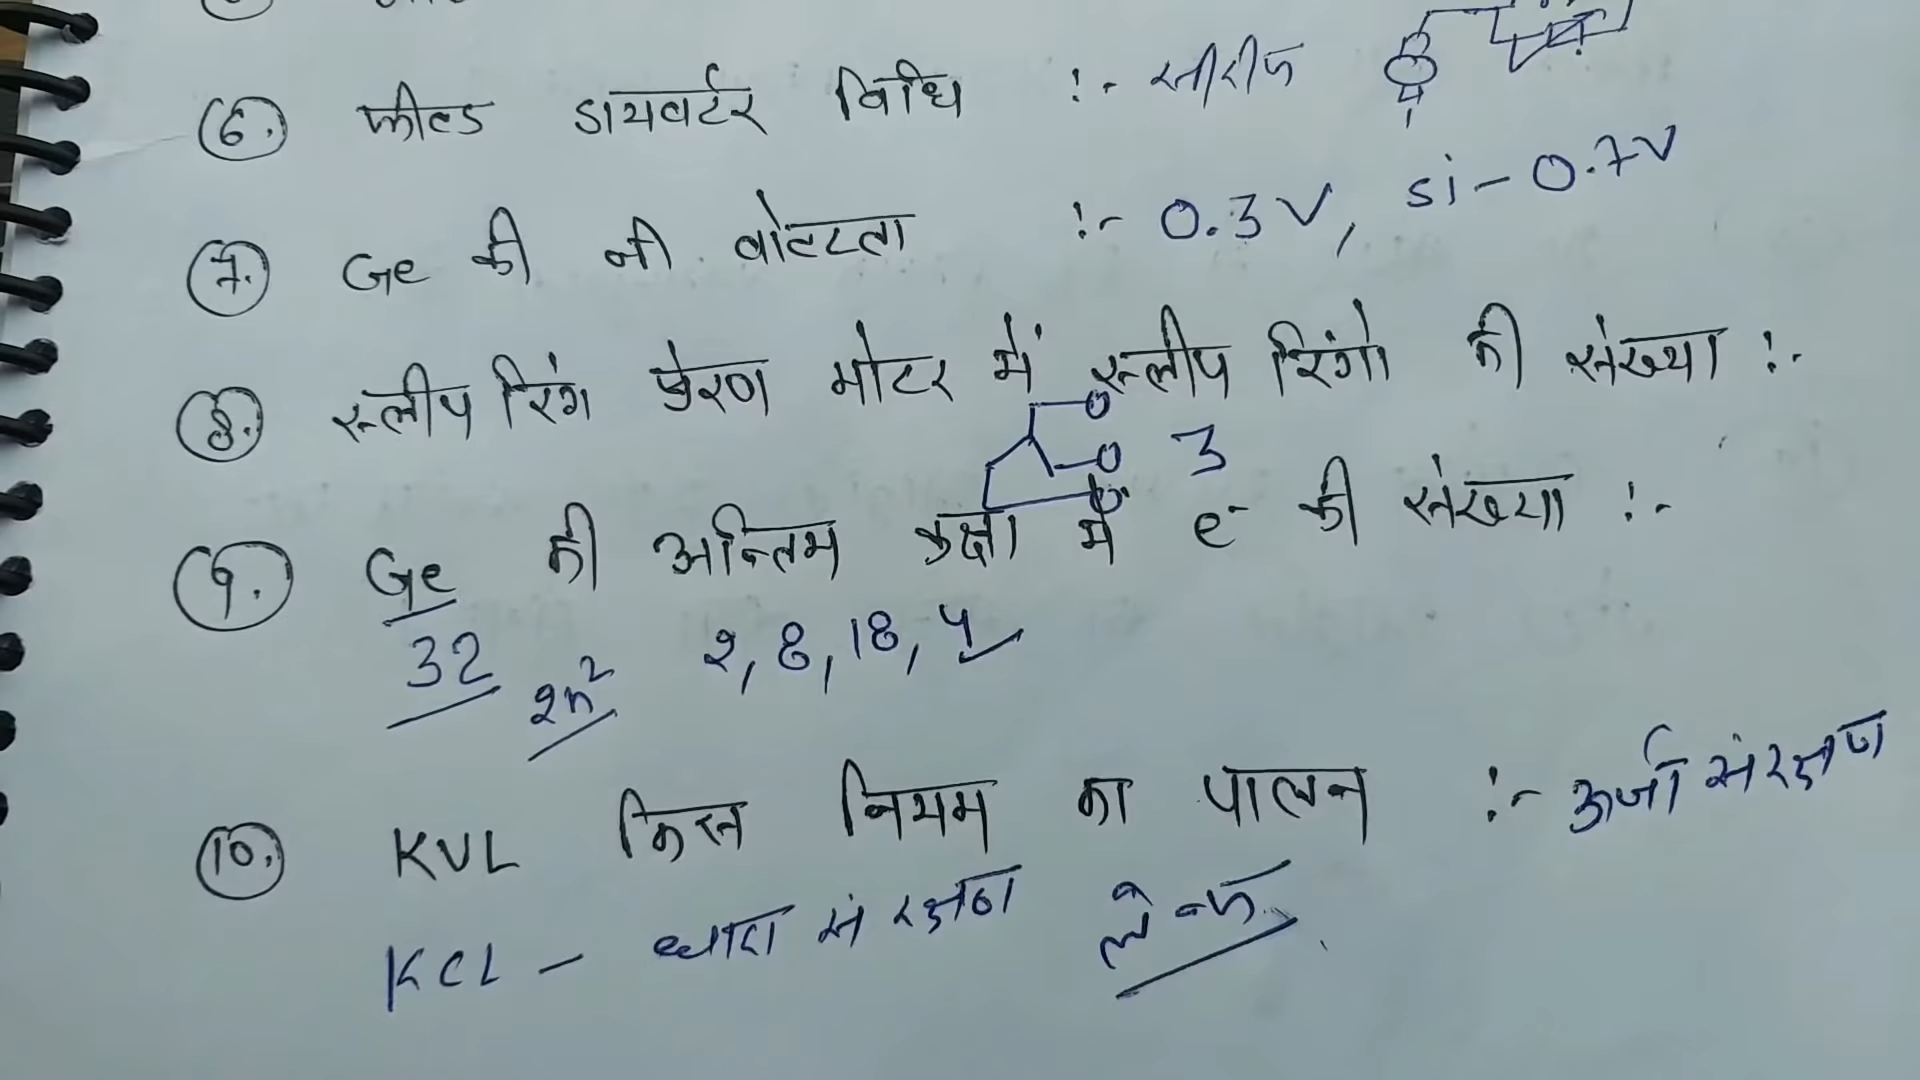 (6.) फील्ड डायवर्टर विधि :- सीरीज
(7.) Ge की नी वोल्टता :- 0.3V, Si - 0.7V
(8.) स्लीप रिंग प्रेरण मोटर में स्लीप रिंगो की संख्या :-
3
(9.) Ge की अन्तिम कक्षा में e⁻ की संख्या :-
32 2n² 2, 8, 18, 4
(10.) KVL किस नियम का पालन :- ऊर्जा संरक्षण
KCL - धारा संरक्षण लेन्ज